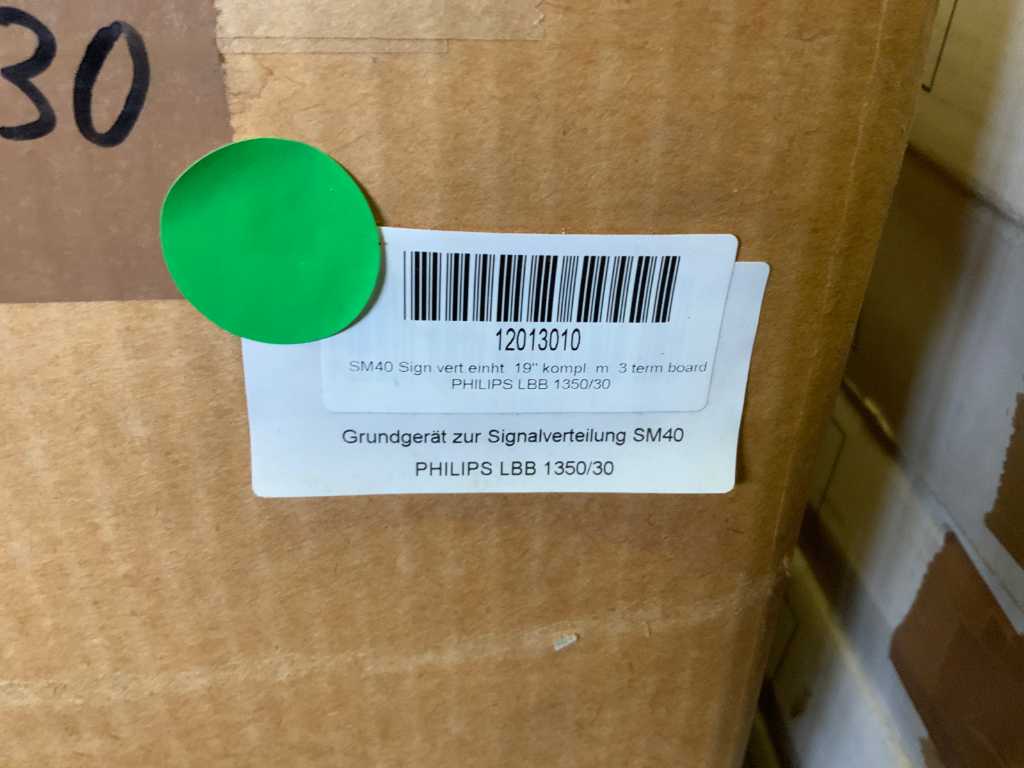 30
12013010
SM40 Sign vert.einht. 19" kompl. m. 3 term board
PHILIPS LBB 1350/30
Grundgerät zur Signalverteilung SM40
PHILIPS LBB 1350/30